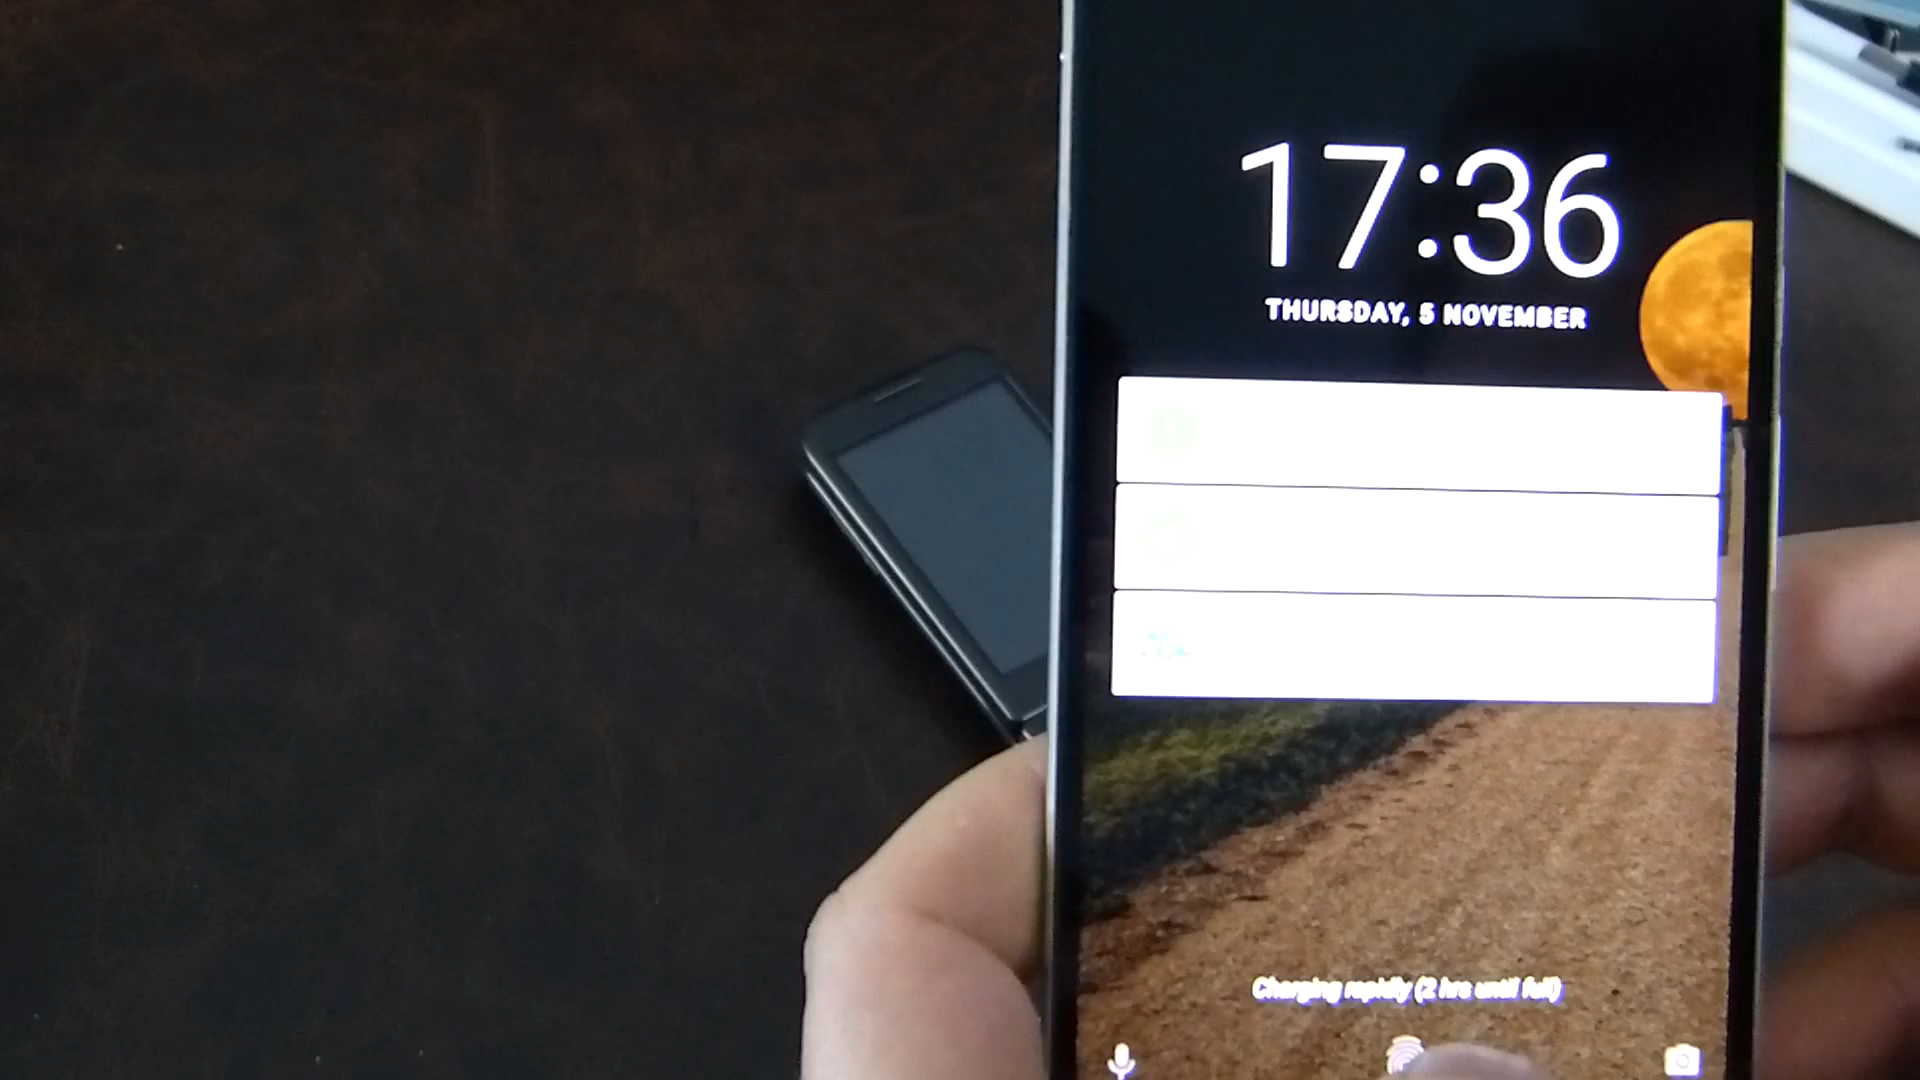 17:36
THURSDAY, 5 NOVEMBER
Charging rapidly (2 hrs until full)